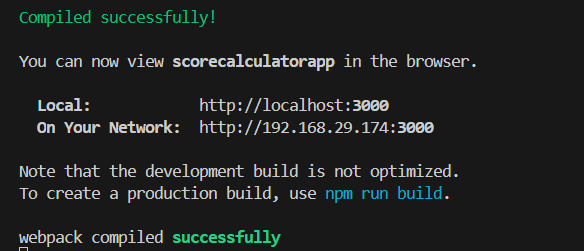 Compiled successfully!
You can now view scorecalculatorapp in the browser.
Local: http://localhost:3000
On Your Network: http://192.168.29.174:3000
Note that the development build is not optimized.
To create a production build, use npm run build.
webpack compiled successfully